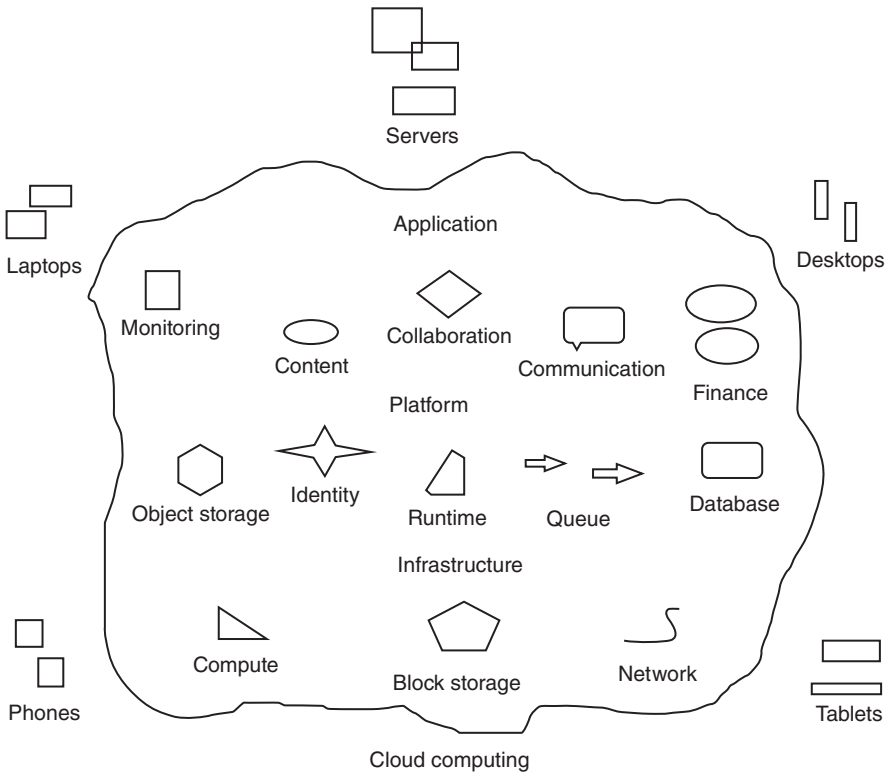 Servers
Laptops
Desktops
Application
Monitoring
Content
Collaboration
Communication
Finance
Platform
Object storage
Identity
Runtime
Queue
Database
Infrastructure
Compute
Block storage
Network
Phones
Tablets
Cloud computing